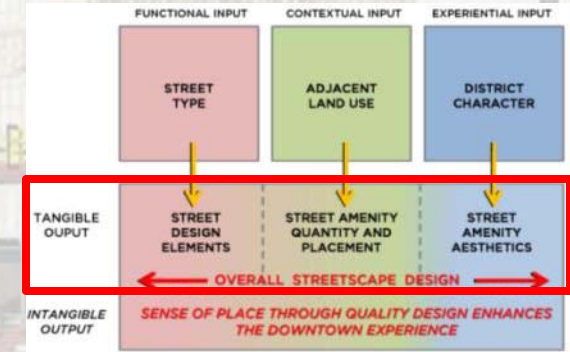 FUNCTIONAL INPUT
CONTEXTUAL INPUT
EXPERIENTIAL INPUT
STREET
TYPE
ADJACENT
LAND USE
DISTRICT
CHARACTER
TANGIBLE
OUPUT
STREET
DESIGN
ELEMENTS
STREET AMENITY
QUANTITY AND
PLACEMENT
STREET
AMENITY
AESTHETICS
OVERALL STREETSCAPE DESIGN
INTANGIBLE
OUTPUT
SENSE OF PLACE THROUGH QUALITY DESIGN ENHANCES
THE DOWNTOWN EXPERIENCE